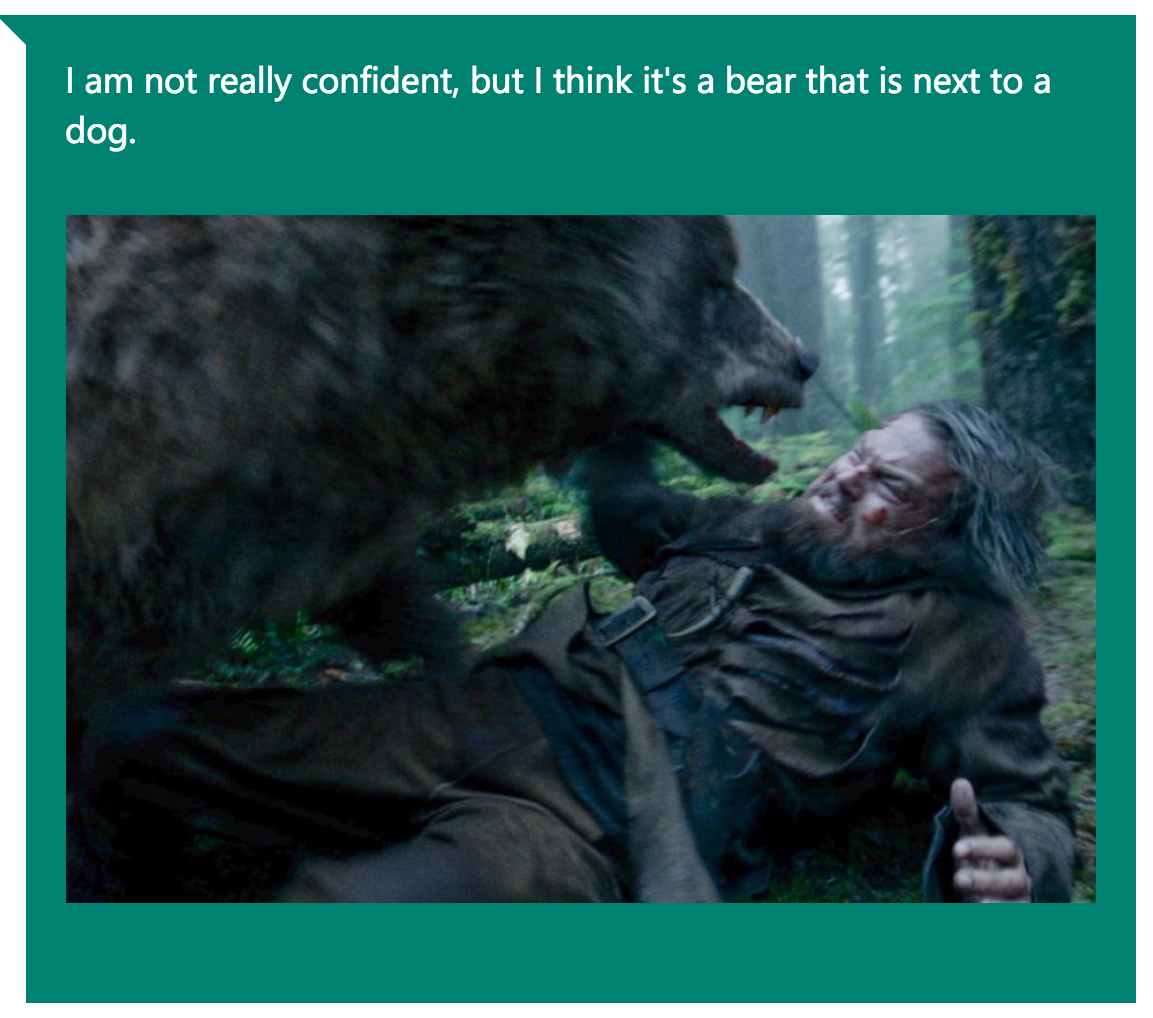 I am not really confident, but I think it's a bear that is next to a
dog.